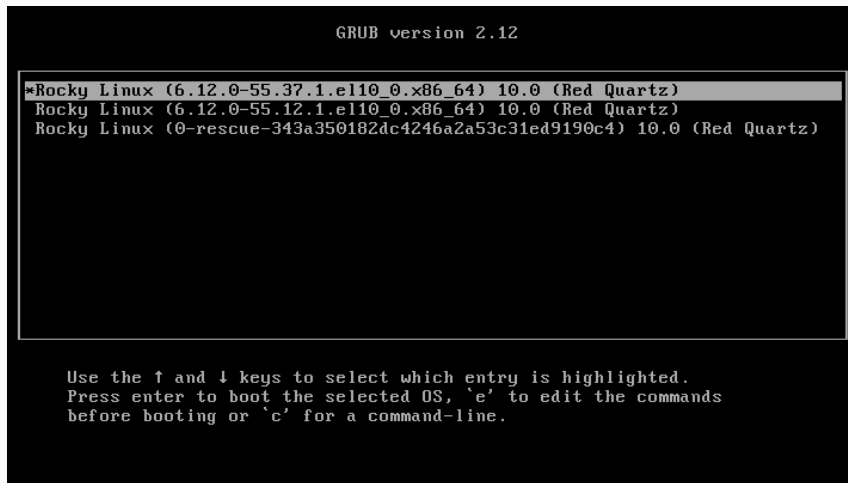 GRUB version 2.12
*Rocky Linux (6.12.0-55.37.1.el10_0.x86_64) 10.0 (Red Quartz)
Rocky Linux (6.12.0-55.12.1.el10_0.x86_64) 10.0 (Red Quartz)
Rocky Linux (0-rescue-343a350182dc4246a2a53c31ed9190c4) 10.0 (Red Quartz)
Use the ↑ and ↓ keys to select which entry is highlighted.
Press enter to boot the selected OS, `e' to edit the commands
before booting or `c' for a command-line.